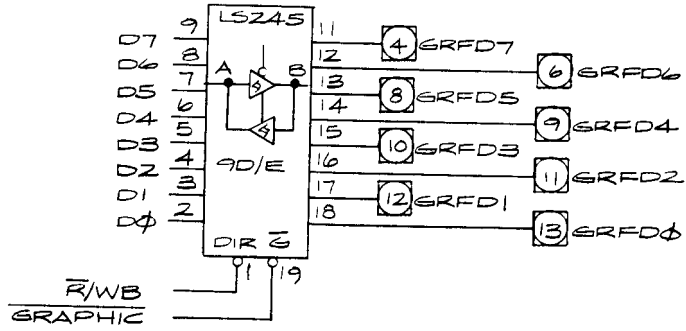 LS245
D7 9 11 4 GRFD7
D6 8 12 6 GRFD6
D5 7 A B 13 8 GRFD5
D4 6 14 9 GRFD4
D3 5 15 10 GRFD3
D2 4 9D/E 16 11 GRFD2
D1 3 17 12 GRFD1
DØ 2 18 13 GRFDØ
DIR G̅
1 19
R̅/WB
G̅R̅A̅P̅H̅I̅C̅